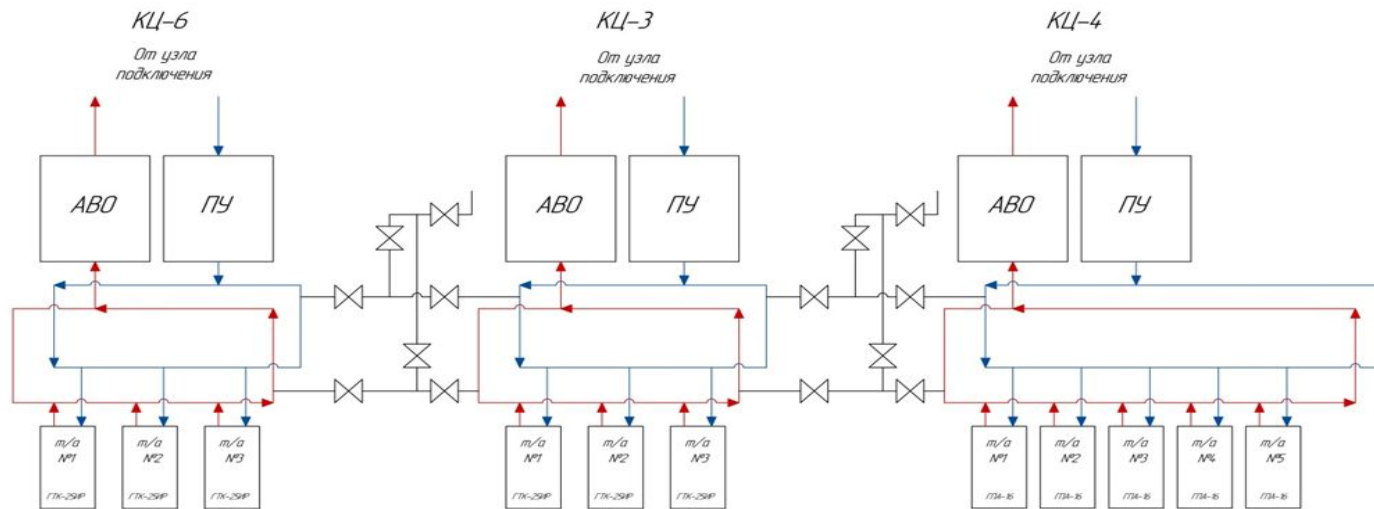 КЦ-6
От узла
подключения
АВО
ПУ
т/а
№1
ГТК-25ИР
т/а
№2
ГТК-25ИР
т/а
№3
ГТК-25ИР
КЦ-3
От узла
подключения
АВО
ПУ
т/а
№1
ГТК-25ИР
т/а
№2
ГТК-25ИР
т/а
№3
ГТК-25ИР
КЦ-4
От узла
подключения
АВО
ПУ
т/а
№1
ГПА-16
т/а
№2
ГПА-16
т/а
№3
ГПА-16
т/а
№4
ГПА-16
т/а
№5
ГПА-16